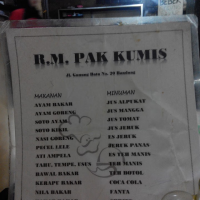 R.M. PAK KUMIS
MAKANAN
AYAM BAKAR
AYAM GORENG
SOTO AYAM
SOTO KIKIL
NASI GORENG
PECEL LELE
ATI AMPELA
TAHU, TEMPE, USUS
BAWAL BAKAR
KERAPU BAKAR
NILA BAKAR
MINUMAN
JUS ALPUKAT
JUS MANGKA
JUS TOMAT
JUS JERUK
ES JERUK
JERUK PANAS
ES TEH MANIS
TEH MANIS
TEH BOTOL
COCA COLA
FANTA